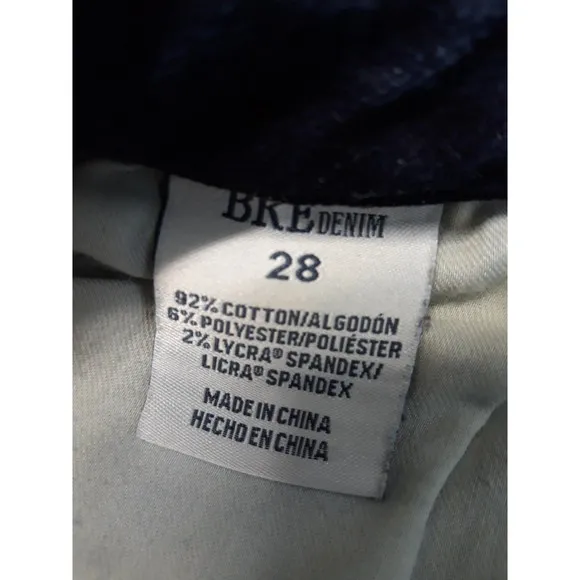 BKE DENIM
28
92% COTTON/ALGODÓN
6% POLYESTER/POLIÉSTER
2% LYCRA® SPANDEX/
LICRA® SPANDEX
MADE IN CHINA
HECHO EN CHINA